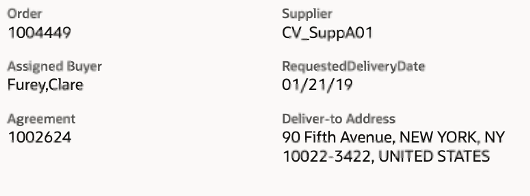 Order
1004449
Supplier
CV_SuppA01
Assigned Buyer
Furey,Clare
RequestedDeliveryDate
01/21/19
Agreement
1002624
Deliver-to Address
90 Fifth Avenue, NEW YORK, NY
10022-3422, UNITED STATES